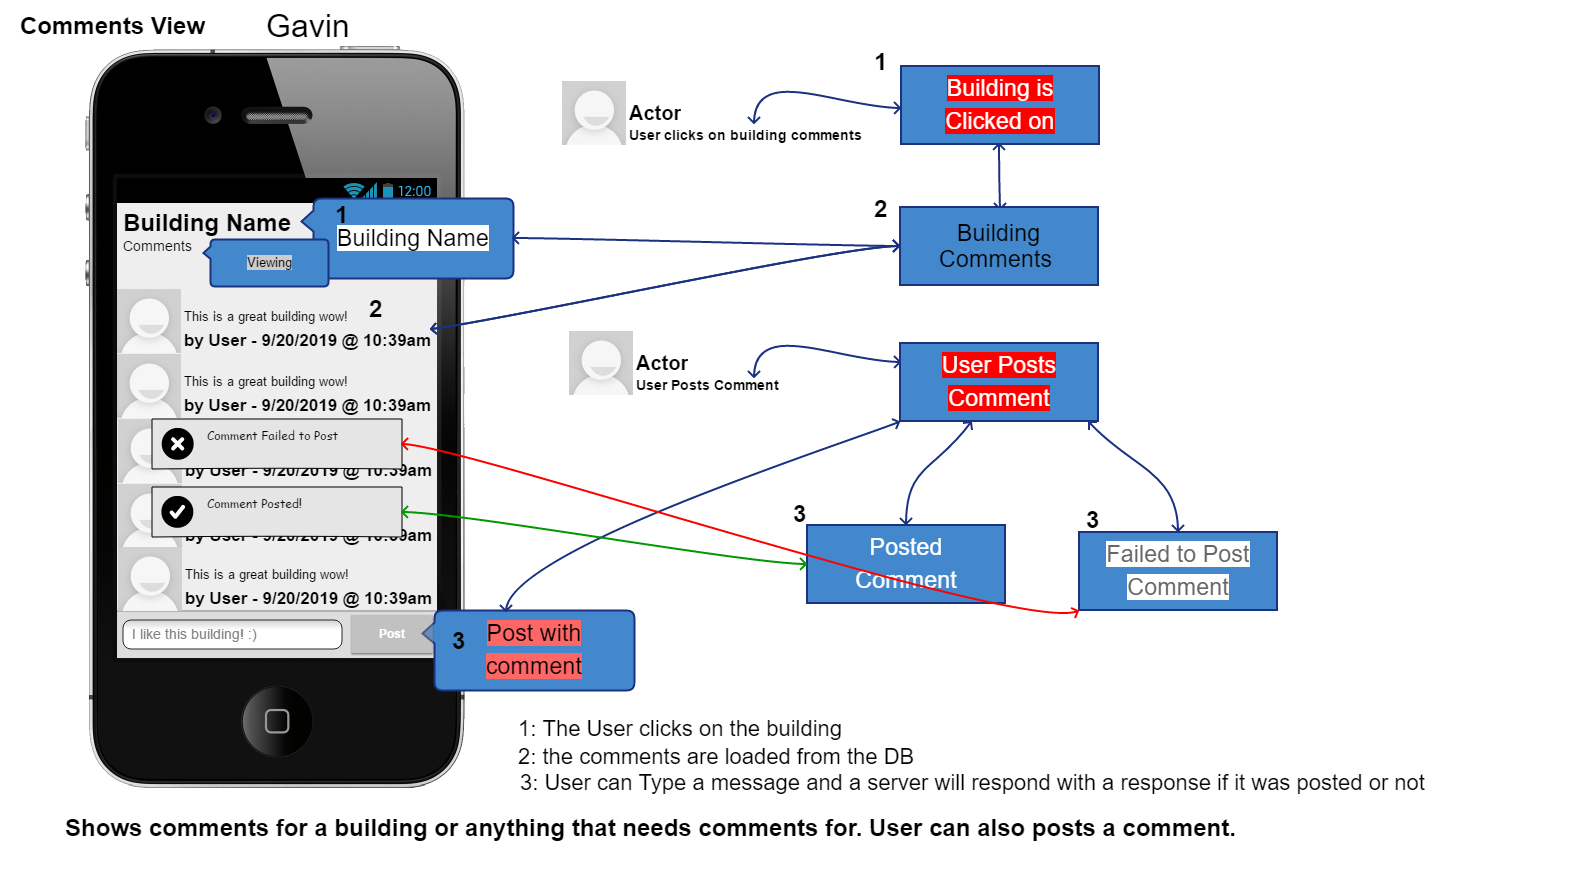 Comments View
Gavin
12:00
Building Name
Comments
1
Building Name
Viewing
This is a great building wow!
2
by User - 9/20/2019 @ 10:39am
This is a great building wow!
by User - 9/20/2019 @ 10:39am
Comment Failed to Post
by User - 9/20/2019 @ 10:39am
Comment Posted!
by User - 9/20/2019 @ 10:39am
This is a great building wow!
by User - 9/20/2019 @ 10:39am
I like this building! :)
Post
3
Post with
comment
Actor
User clicks on building comments
1
Building is
Clicked on
2
Building
Comments
Actor
User Posts Comment
User Posts
Comment
3
Posted
Comment
3
Failed to Post
Comment
1: The User clicks on the building
2: the comments are loaded from the DB
3: User can Type a message and a server will respond with a response if it was posted or not
Shows comments for a building or anything that needs comments for. User can also posts a comment.